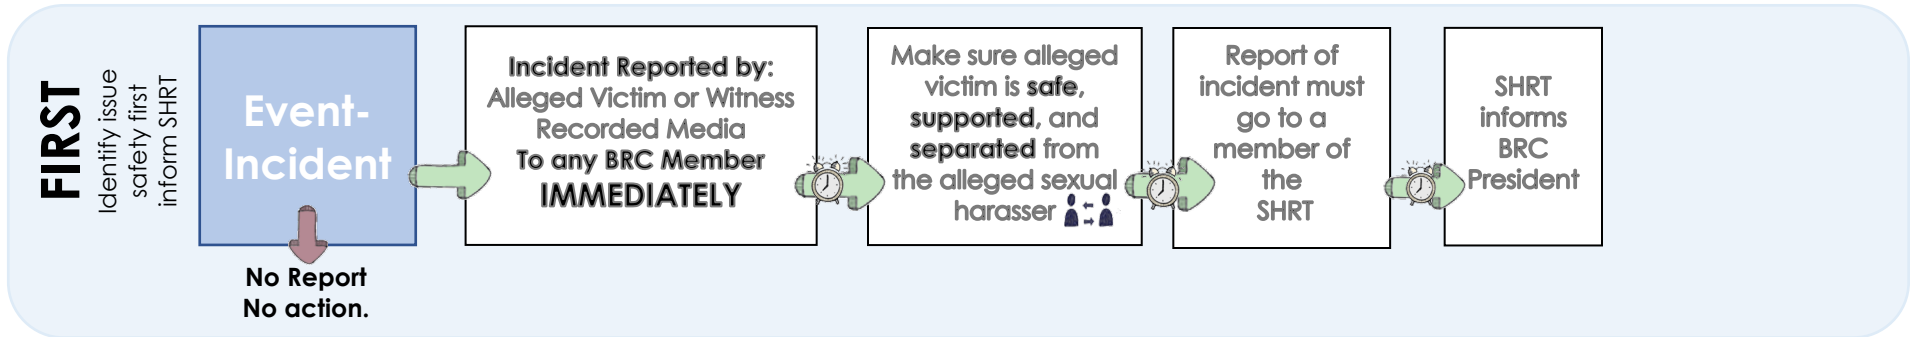 FIRST
Identify issue
safety first
inform SHRT
Event-
Incident
No Report
No action.
Incident Reported by:
Alleged Victim or Witness
Recorded Media
To any BRC Member
IMMEDIATELY
Make sure alleged
victim is safe,
supported, and
separated from
the alleged sexual
harasser
Report of
incident must
go to a
member of
the
SHRT
SHRT
informs
BRC
President